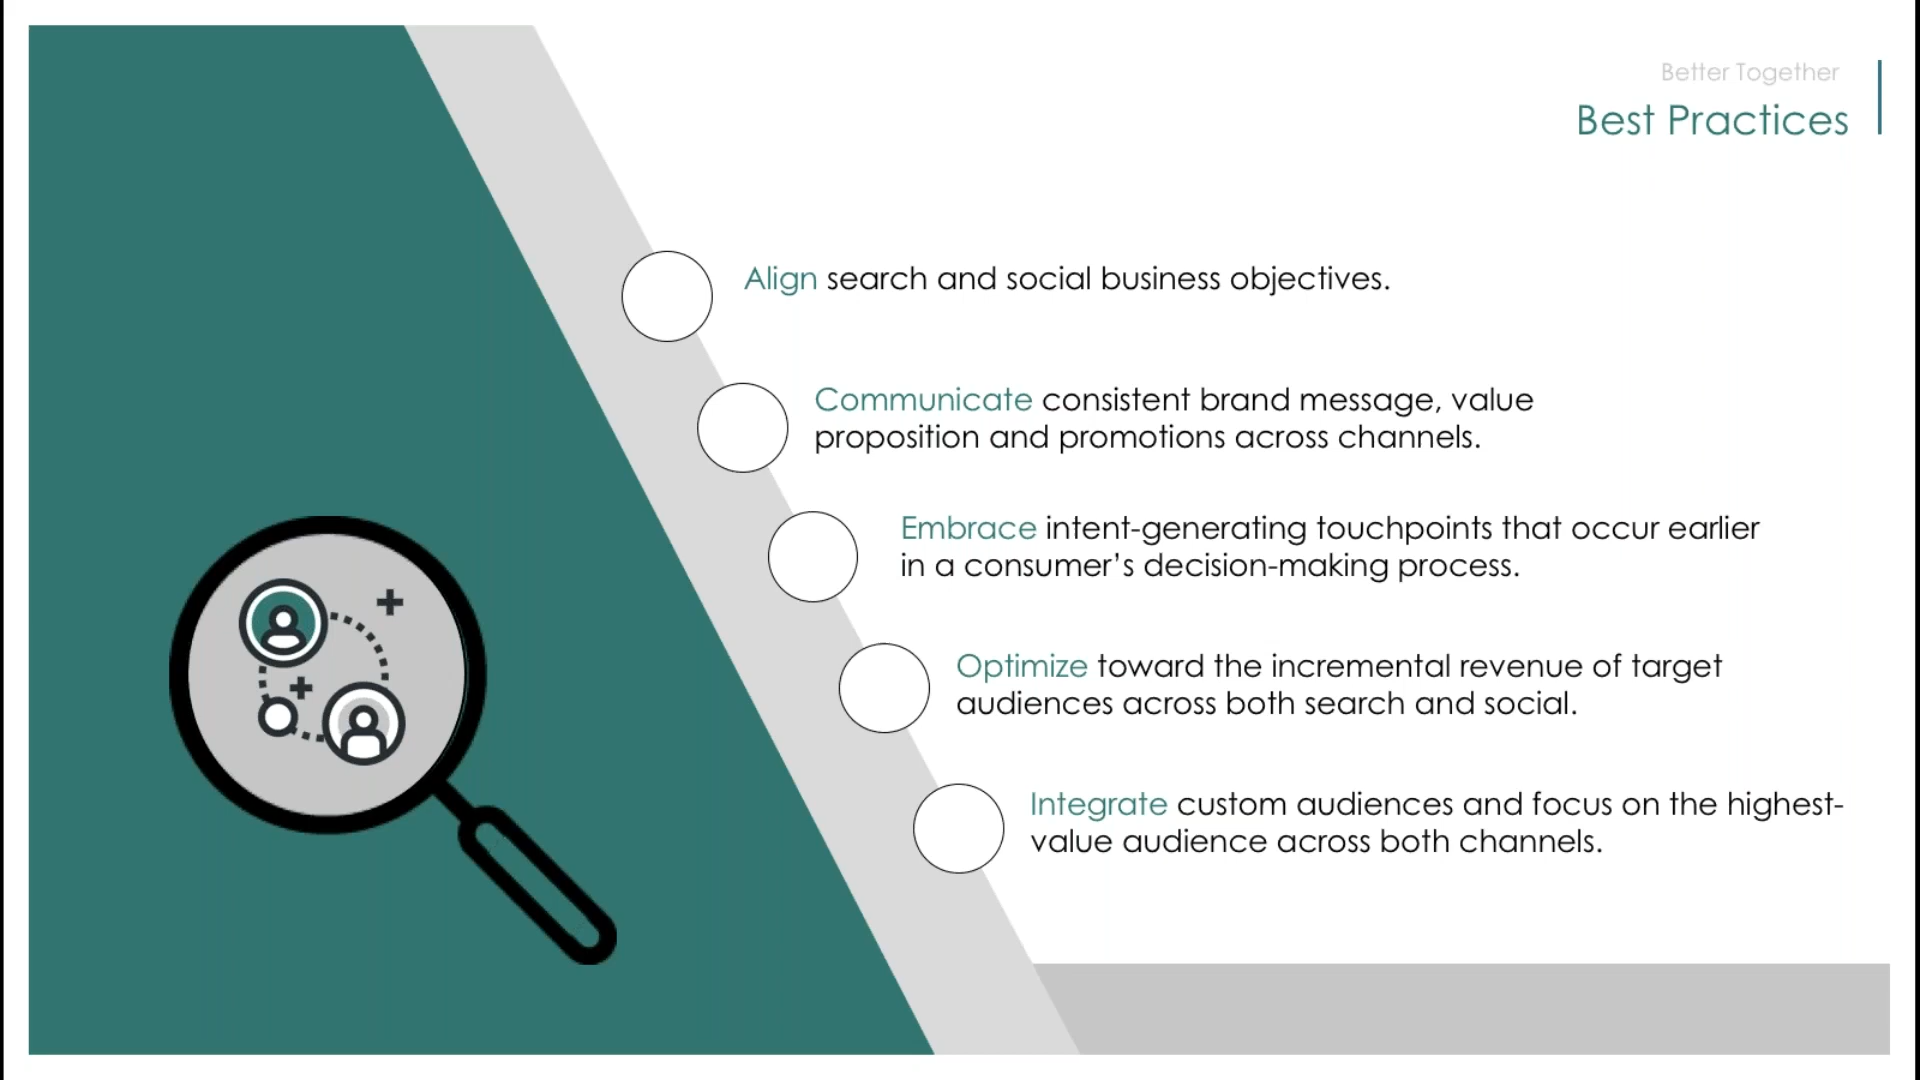 Better Together
Best Practices
Align search and social business objectives.
Communicate consistent brand message, value
proposition and promotions across channels.
Embrace intent-generating touchpoints that occur earlier
in a consumer’s decision-making process.
Optimize toward the incremental revenue of target
audiences across both search and social.
Integrate custom audiences and focus on the highest-
value audience across both channels.